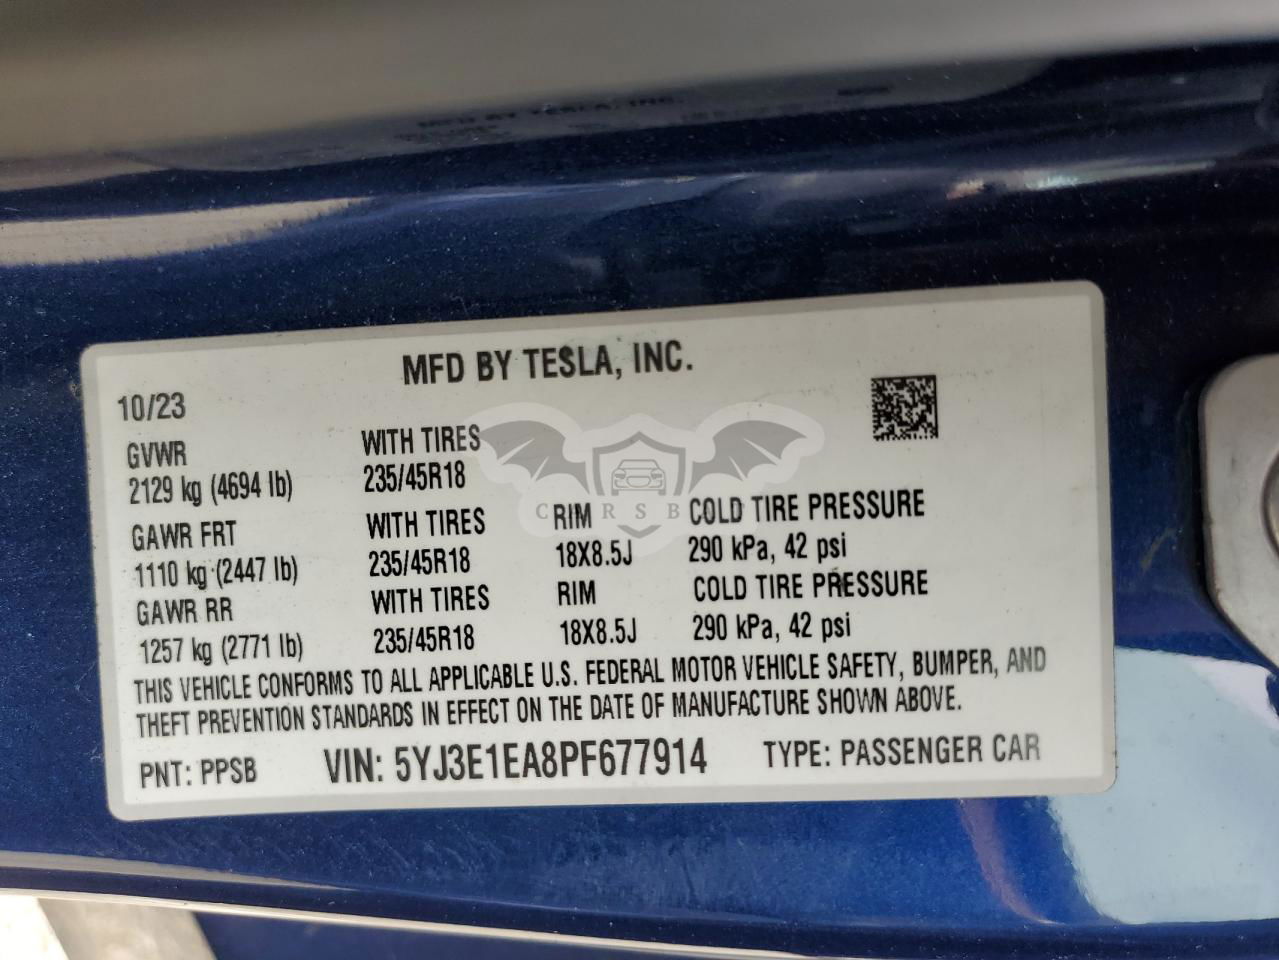 MFD BY TESLA, INC.
10/23
GVWR WITH TIRES
2129 kg (4694 lb) 235/45R18
GAWR FRT WITH TIRES RIM COLD TIRE PRESSURE
1110 kg (2447 lb) 235/45R18 18X8.5J 290 kPa, 42 psi
GAWR RR WITH TIRES RIM COLD TIRE PRESSURE
1257 kg (2771 lb) 235/45R18 18X8.5J 290 kPa, 42 psi
THIS VEHICLE CONFORMS TO ALL APPLICABLE U.S. FEDERAL MOTOR VEHICLE SAFETY, BUMPER, AND
THEFT PREVENTION STANDARDS IN EFFECT ON THE DATE OF MANUFACTURE SHOWN ABOVE.
PNT: PPSB VIN: 5YJ3E1EA8PF677914 TYPE: PASSENGER CAR